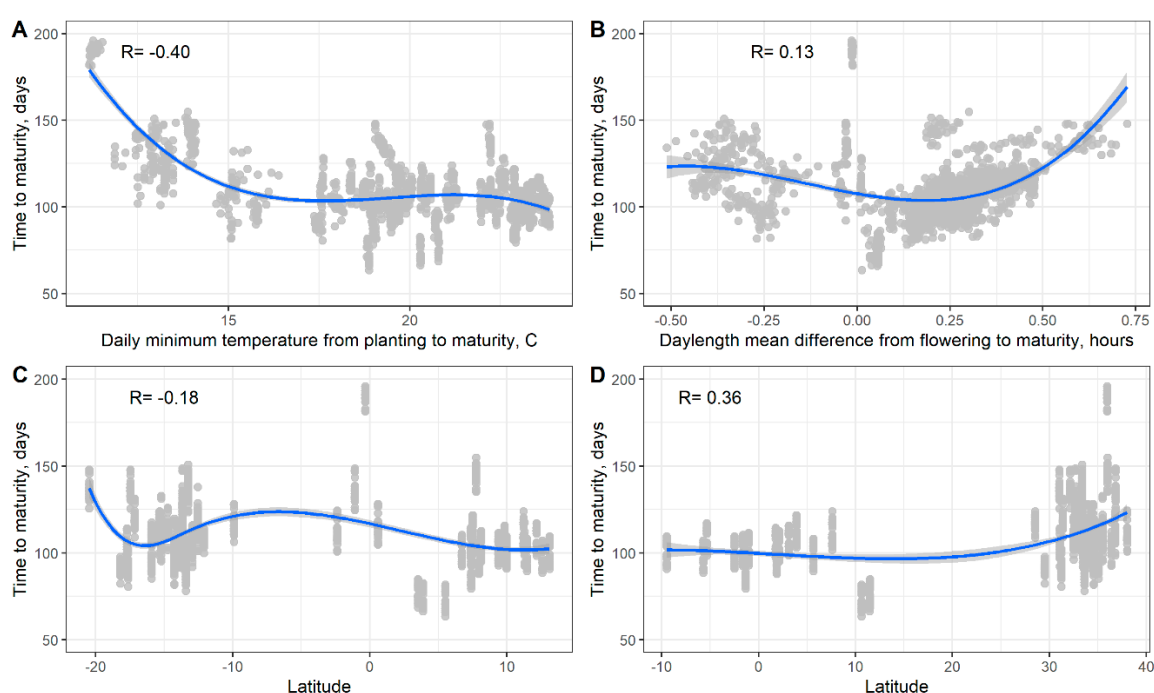 A
R= -0.40
Time to maturity, days
200
150
100
50
15
20
Daily minimum temperature from planting to maturity, C
B
R= 0.13
Time to maturity, days
200
150
100
50
-0.50
-0.25
0.00
0.25
0.50
0.75
Daylength mean difference from flowering to maturity, hours
C
R= -0.18
Time to maturity, days
200
150
100
50
-20
-10
0
10
Latitude
D
R= 0.36
Time to maturity, days
200
150
100
50
-10
0
10
20
30
40
Latitude